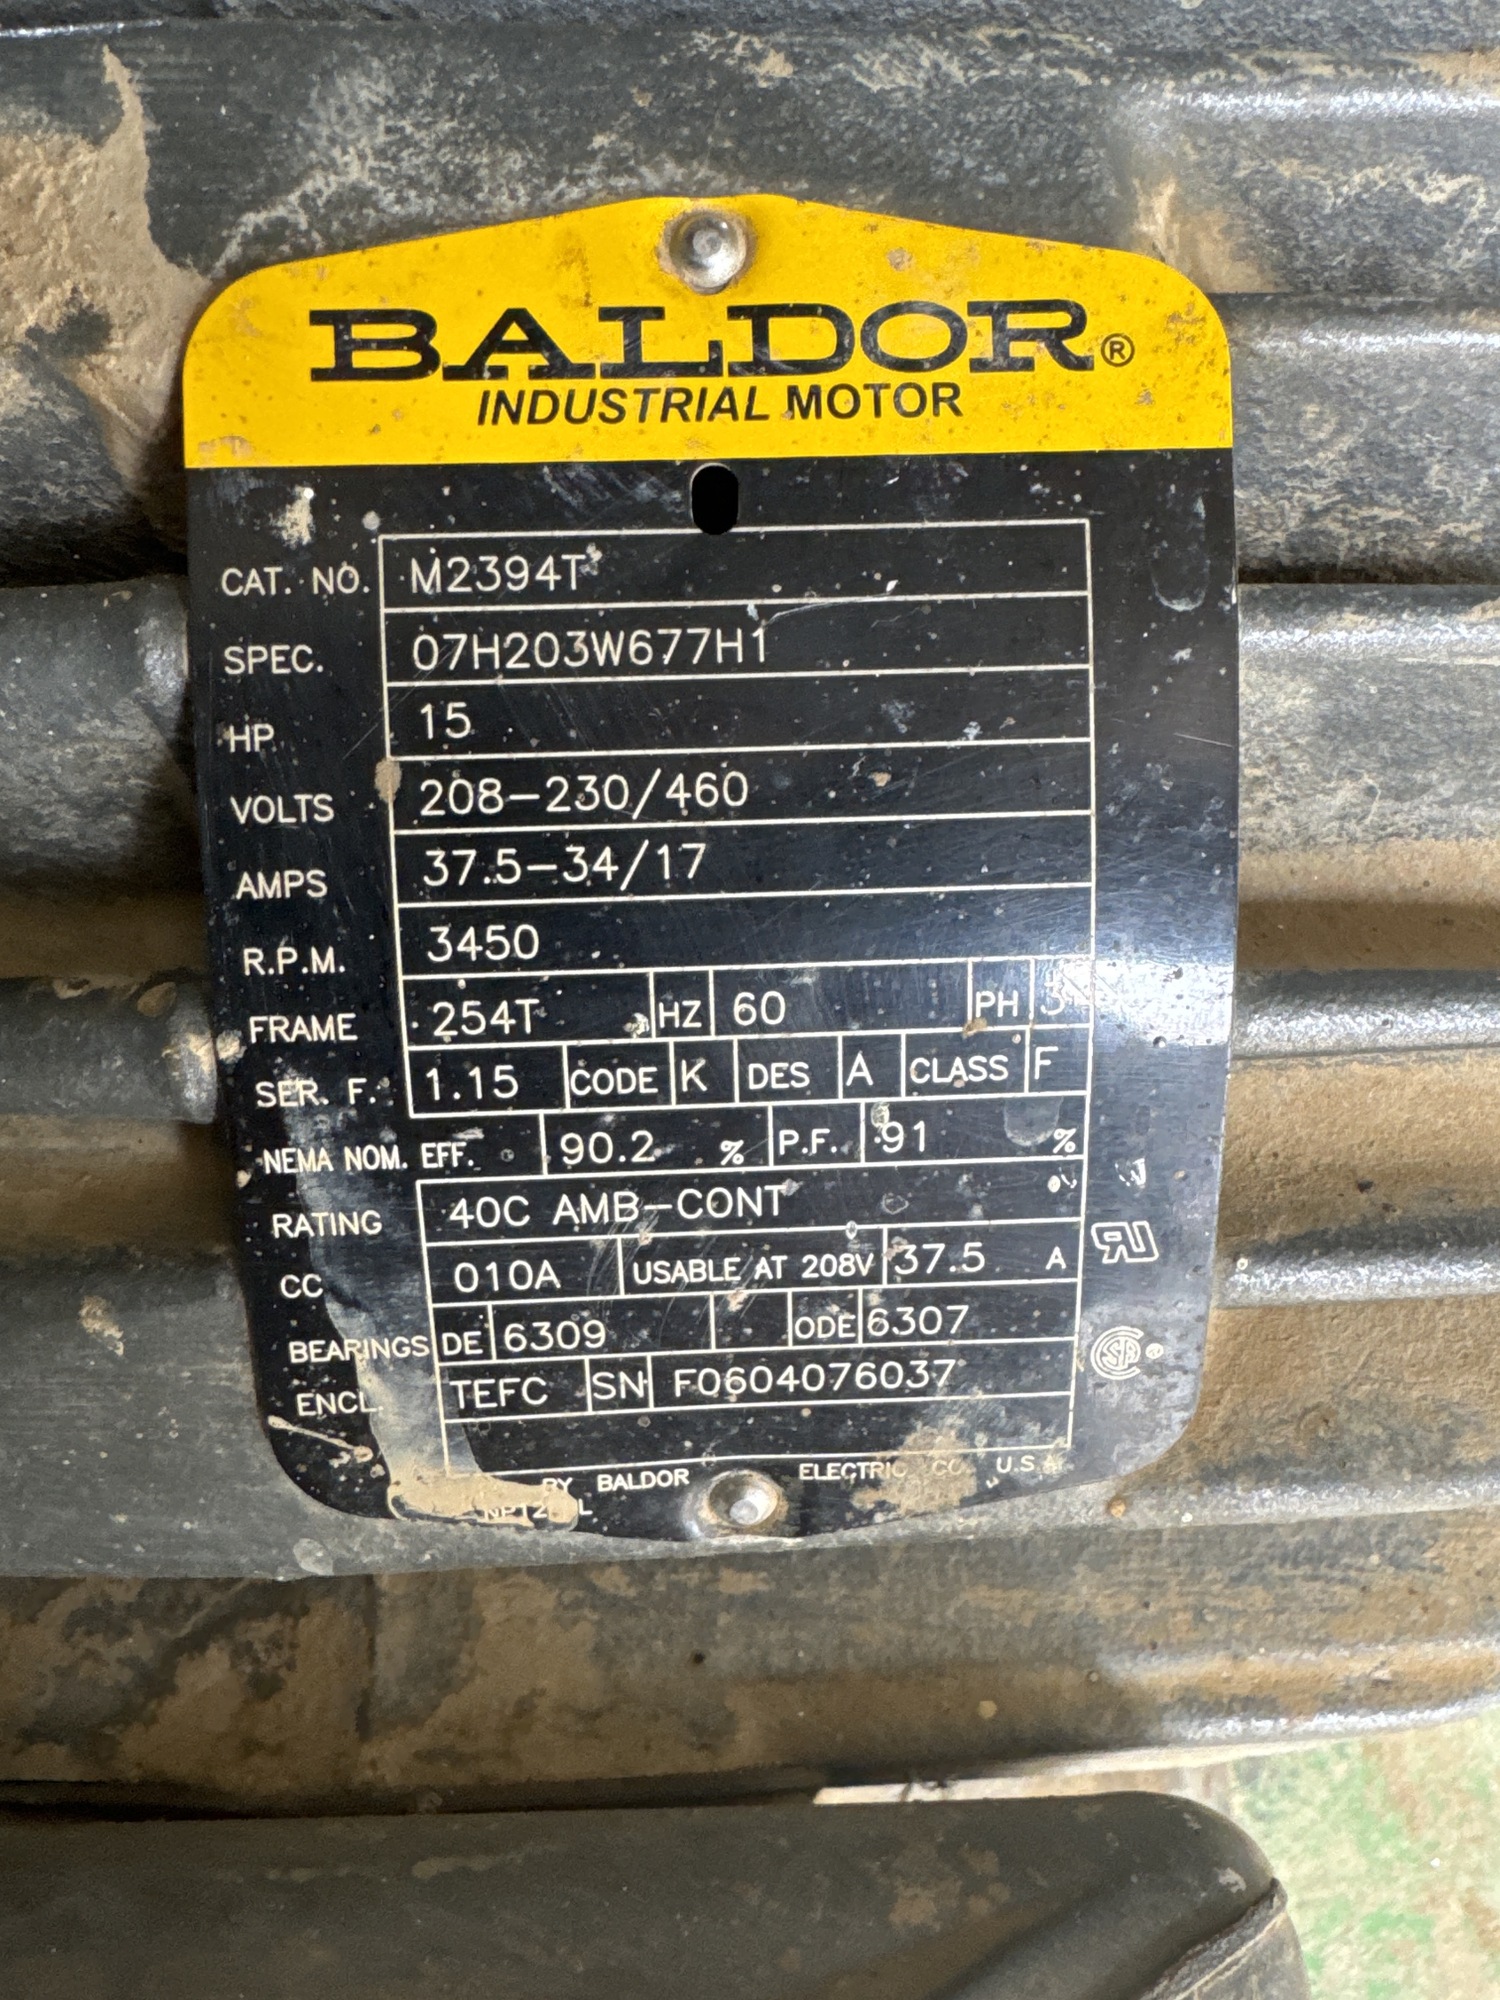 BALDOR®
INDUSTRIAL MOTOR
CAT. NO. M2394T
SPEC. 07H203W677H1
HP 15
VOLTS 208-230/460
AMPS 37.5-34/17
R.P.M. 3450
FRAME 254T HZ 60 PH 3
SER. F. 1.15 CODE K DES A CLASS F
NEMA NOM. EFF. 90.2 % P.F. 91 %
RATING 40C AMB-CONT
CC 010A USABLE AT 208V 37.5 A
BEARINGS DE 6309 ODE 6307
ENCL. TEFC SN F0604076037
BY BALDOR ELECTRIC CO. U.S.A.